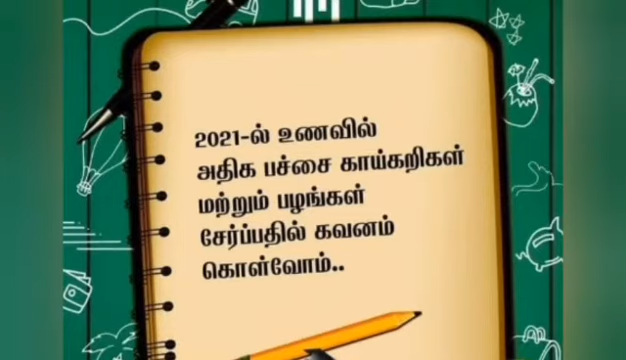 2021-ல் உணவில்
அதிக பச்சை காய்கறிகள்
மற்றும் பழங்கள்
சேர்ப்பதில் கவனம்
கொள்வோம்..